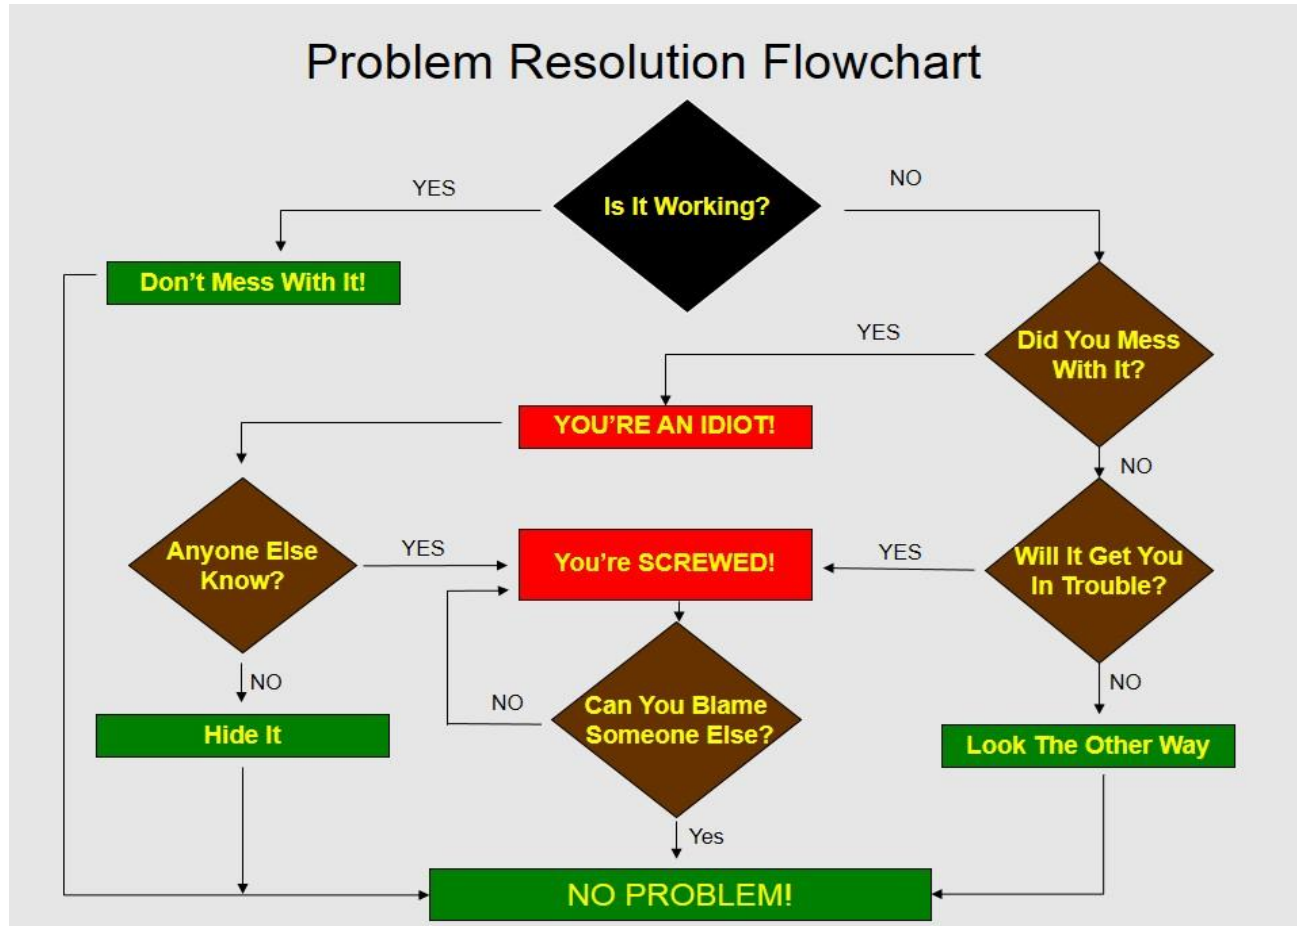 Problem Resolution Flowchart
YES
NO
Is It Working?
Don't Mess With It!
YES
Did You Mess
With It?
YOU'RE AN IDIOT!
NO
Anyone Else
Know?
YES
You're SCREWED!
YES
Will It Get You
In Trouble?
NO
NO
Can You Blame
Someone Else?
NO
Hide It
Look The Other Way
Yes
NO PROBLEM!